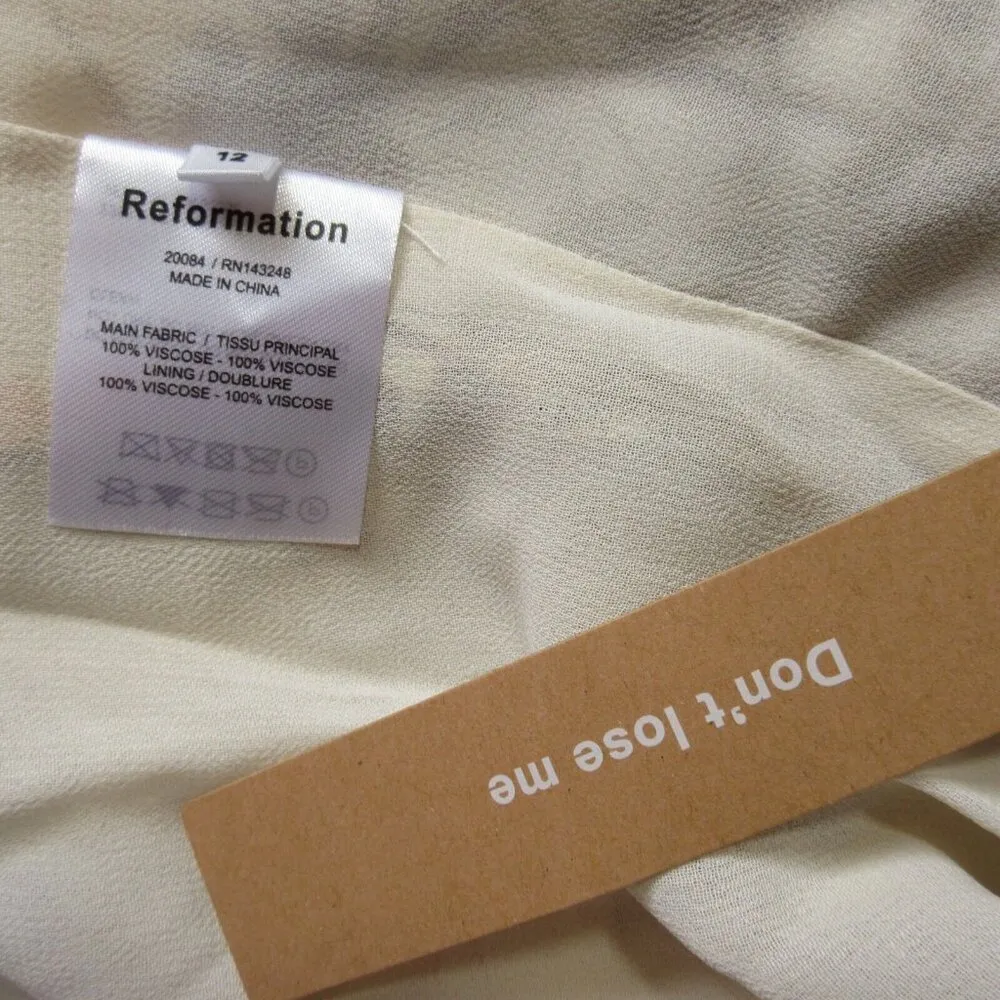 12
Reformation
20084 / RN143248
MADE IN CHINA
MAIN FABRIC / TISSU PRINCIPAL
100% VISCOSE - 100% VISCOSE
LINING / DOUBLURE
100% VISCOSE - 100% VISCOSE
Don't lose me